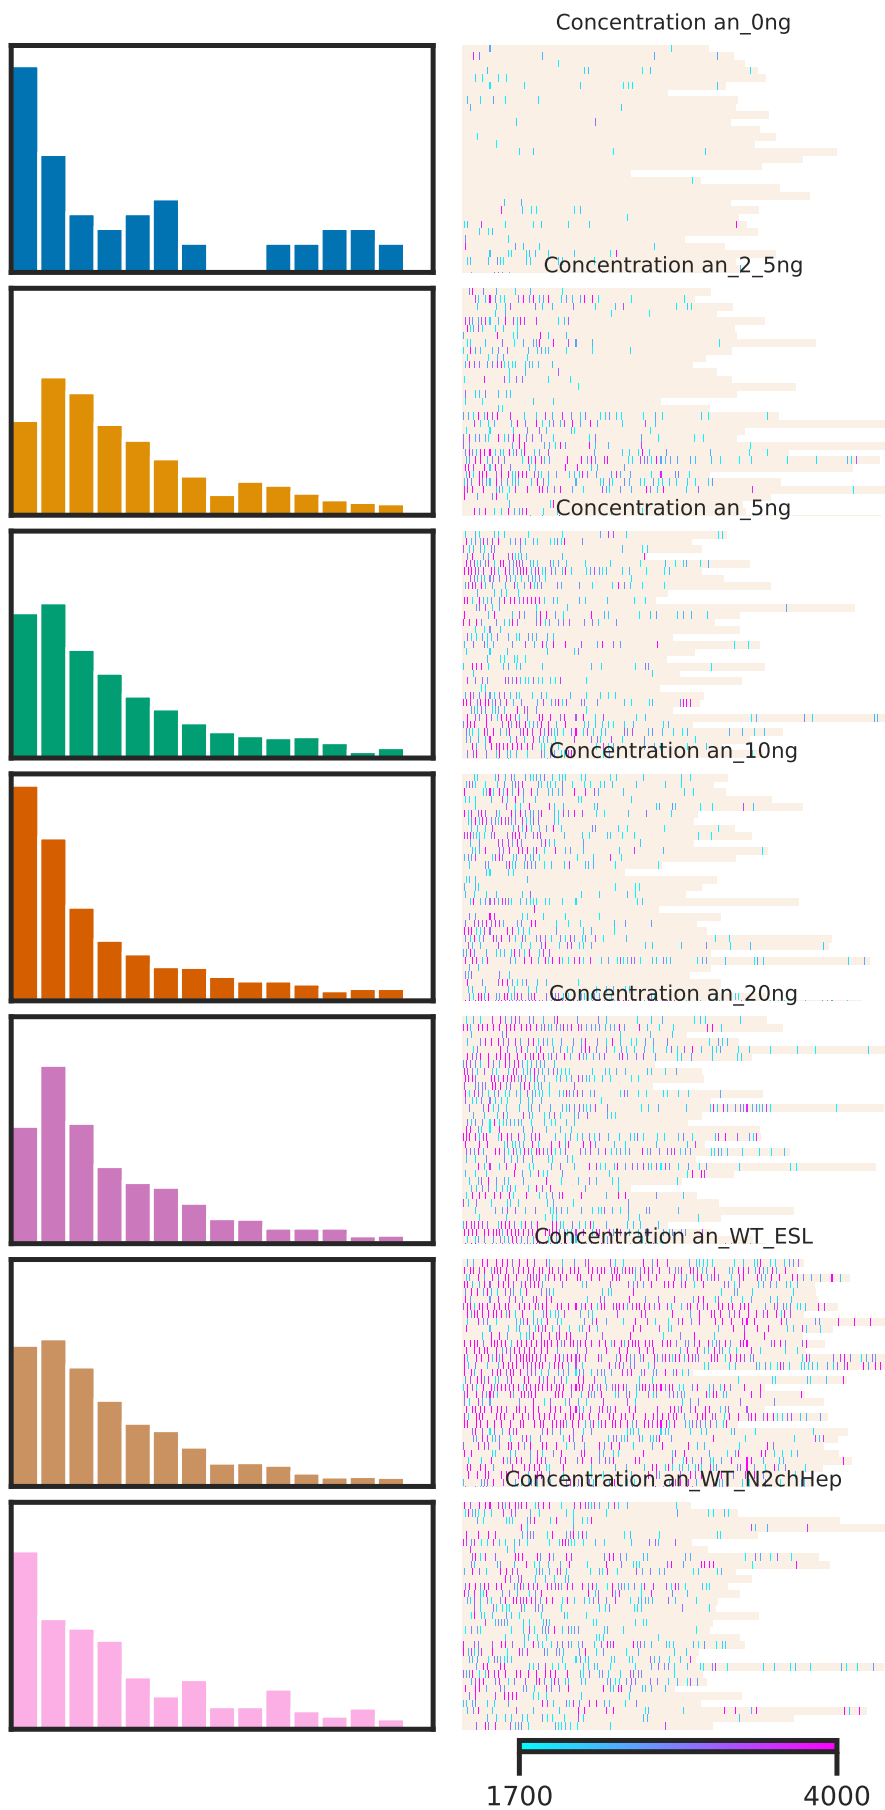 Concentration an_0ng
Concentration an_2_5ng
Concentration an_5ng
Concentration an_10ng
Concentration an_20ng
Concentration an_WT_ESL
Concentration an_WT_N2chHep
1700 4000